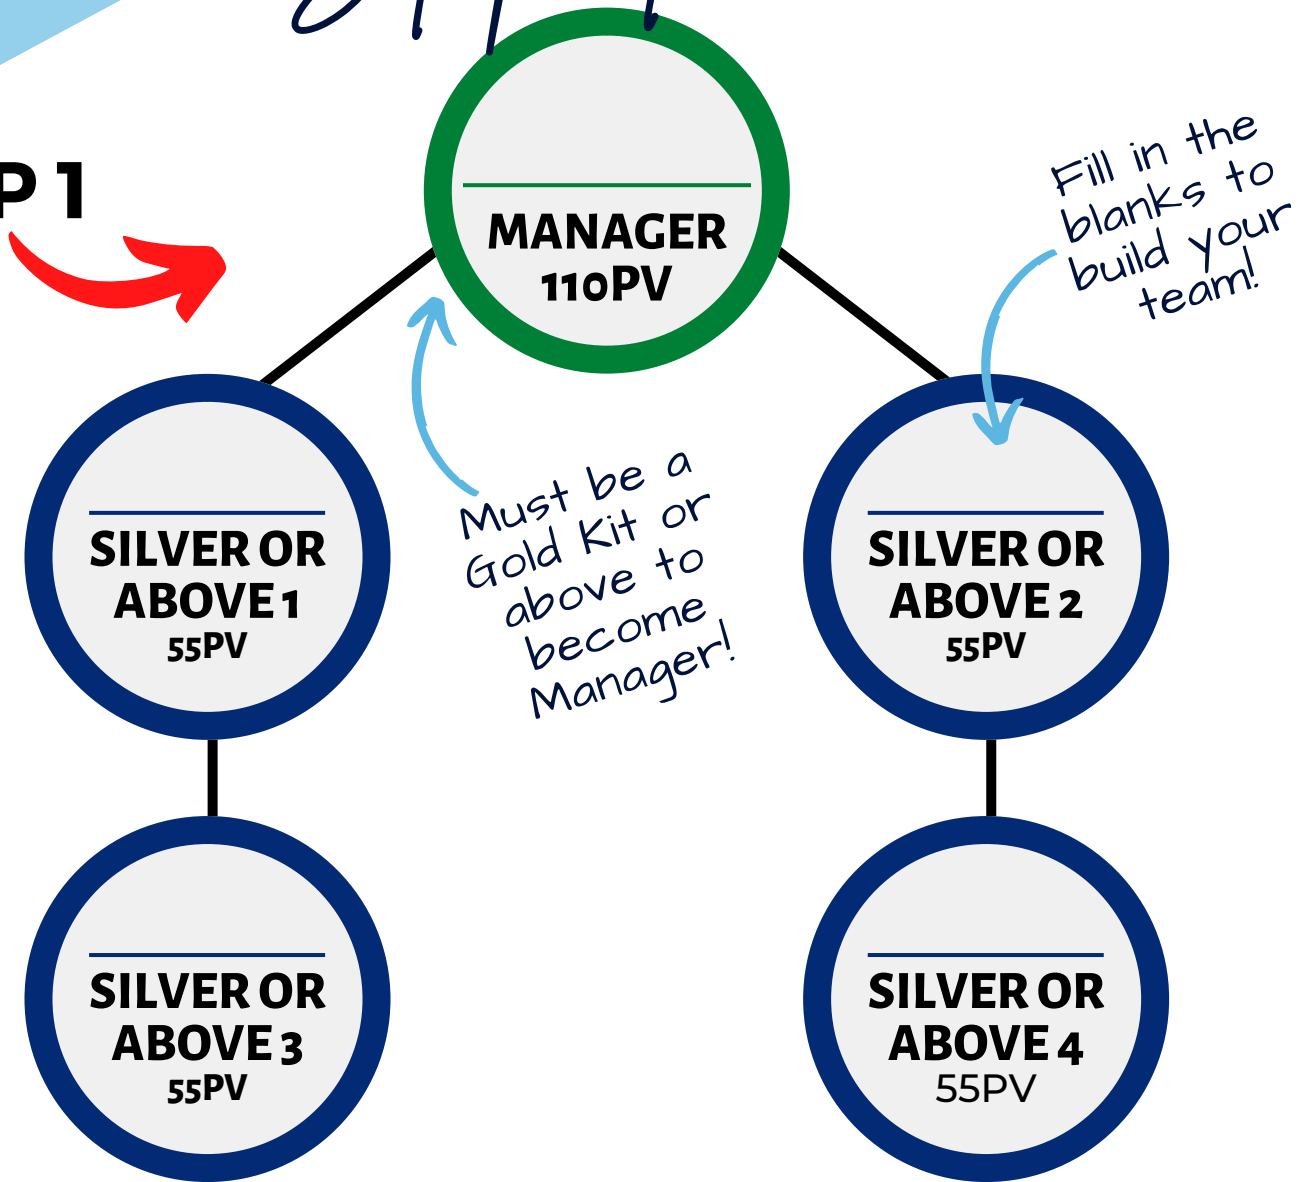 P 1
MANAGER
110PV
Fill in the
blanks to
build your
team!
Must be a
Gold Kit or
above to
become
Manager!
SILVER OR
ABOVE 1
55PV
SILVER OR
ABOVE 2
55PV
SILVER OR
ABOVE 3
55PV
SILVER OR
ABOVE 4
55PV